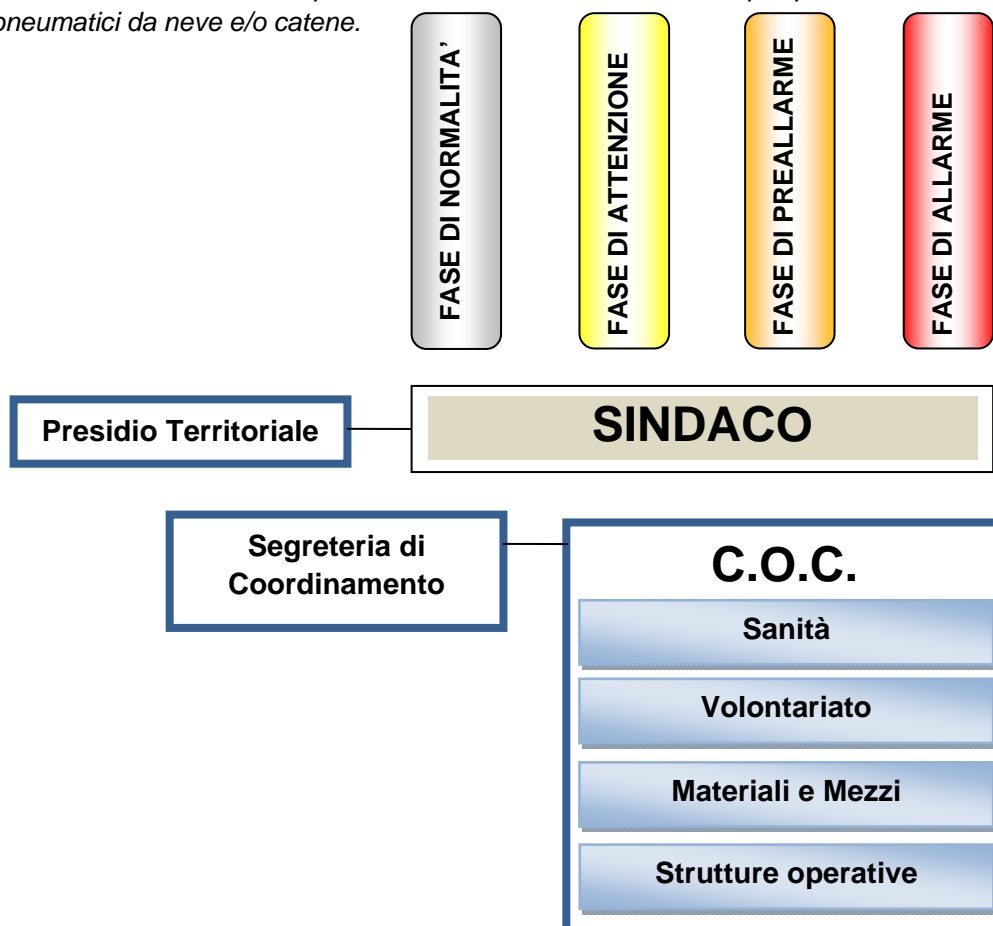 pneumatici da neve e/o catene.
FASE DI NORMALITA’
FASE DI ATTENZIONE
FASE DI PREALLARME
FASE DI ALLARME
Presidio Territoriale
SINDACO
Segreteria di
Coordinamento
C.O.C.
Sanità
Volontariato
Materiali e Mezzi
Strutture operative